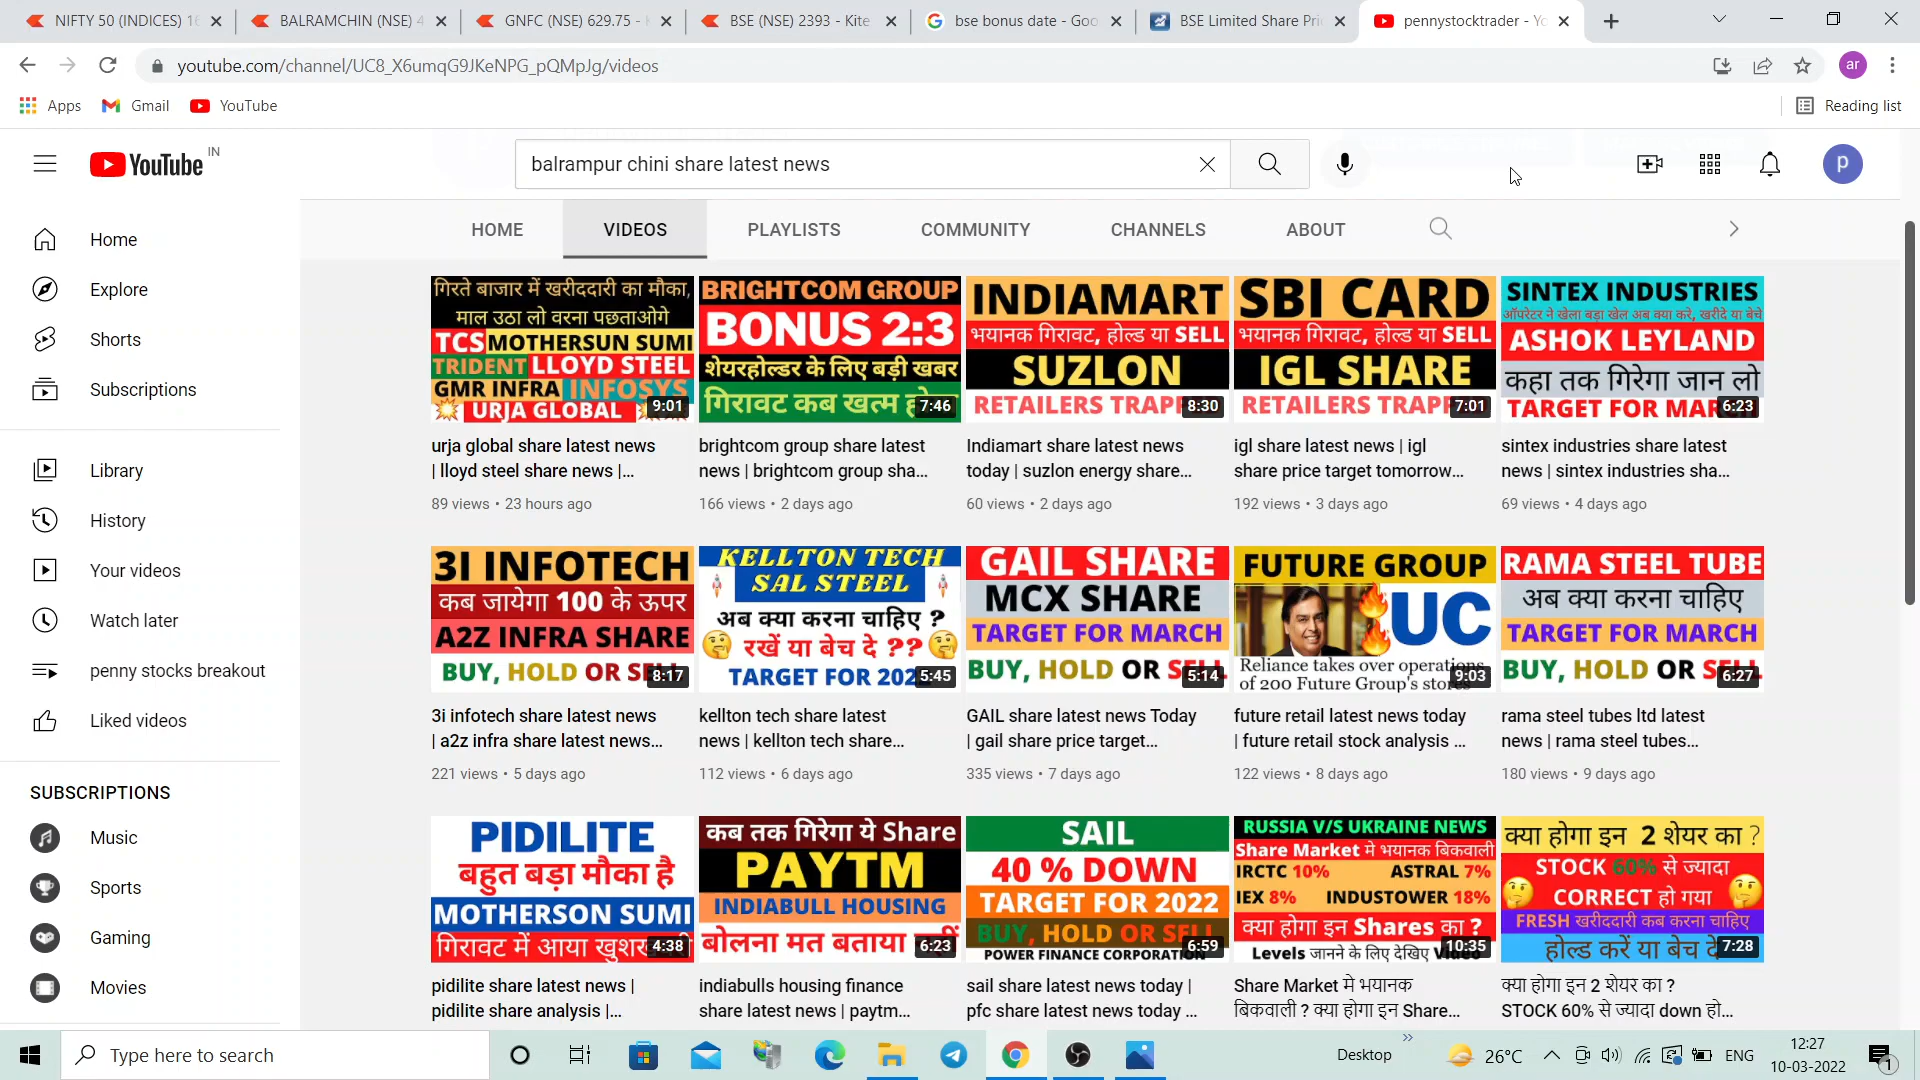 NIFTY 50 (INDICES) 1
BALRAMCHIN (NSE) 4
GNFC (NSE) 629.75 -
BSE (NSE) 2393 - Kite
bse bonus date - Goo
BSE Limited Share Pri
pennystocktrader - Yo
youtube.com/channel/UC8_X6umqG9JKeNPG_pQMpJg/videos
ar
Apps
Gmail
YouTube
Reading list
YouTube IN
balrampur chini share latest news
p
HOME
VIDEOS
PLAYLISTS
COMMUNITY
CHANNELS
ABOUT
Home
Explore
Shorts
Subscriptions
Library
History
Your videos
Watch later
penny stocks breakout
Liked videos
SUBSCRIPTIONS
Music
Sports
Gaming
Movies
गिरते बाजार में खरीददारी का मौका,
माल उठा लो वरना पछताओगे
TCS MOTHERSUN SUMI
TRIDENT LLOYD STEEL
GMR INFRA INFOSYS
URJA GLOBAL
9:01
urja global share latest news
| lloyd steel share news |...
89 views • 23 hours ago
BRIGHTCOM GROUP
BONUS 2:3
शेयरहोल्डर के लिए बड़ी खबर
गिरावट कब खत्म
7:46
brightcom group share latest
news | brightcom group sha...
166 views • 2 days ago
INDIAMART
भयानक गिरावट, होल्ड या SELL
SUZLON
RETAILERS TRAPP
8:30
Indiamart share latest news
today | suzlon energy share...
60 views • 2 days ago
SBI CARD
भयानक गिरावट, होल्ड या SELL
IGL SHARE
RETAILERS TRAPP
7:01
igl share latest news | igl
share price target tomorrow...
192 views • 3 days ago
SINTEX INDUSTRIES
ऑपरेटर ने खेला बड़ा खेल अब क्या करे, खरीदे या बेचे
ASHOK LEYLAND
कहा तक गिरेगा जान लो
TARGET FOR MARCH
6:23
sintex industries share latest
news | sintex industries sha...
69 views • 4 days ago
3I INFOTECH
कब जायेगा 100 के ऊपर
A2Z INFRA SHARE
BUY, HOLD OR SELL
8:17
3i infotech share latest news
| a2z infra share latest news...
221 views • 5 days ago
KELLTON TECH
SAL STEEL
अब क्या करना चाहिए ?
रखें या बेच दे ??
TARGET FOR 202
5:45
kellton tech share latest
news | kellton tech share...
112 views • 6 days ago
GAIL SHARE
MCX SHARE
TARGET FOR MARCH
BUY, HOLD OR SELL
5:14
GAIL share latest news Today
| gail share price target...
335 views • 7 days ago
FUTURE GROUP
UC
Reliance takes over operations
of 200 Future Group's stores
9:03
future retail latest news today
| future retail stock analysis ...
122 views • 8 days ago
RAMA STEEL TUBE
अब क्या करना चाहिए
TARGET FOR MARCH
BUY, HOLD OR SELL
6:27
rama steel tubes ltd latest
news | rama steel tubes...
180 views • 9 days ago
PIDILITE
बहुत बड़ा मौका है
MOTHERSON SUMI
गिरावट में आया
4:38
pidilite share latest news |
pidilite share analysis |...
कब तक गिरेगा ये Share
PAYTM
INDIABULL HOUSING
बोलना मत बताया
6:23
indiabulls housing finance
share latest news | paytm...
SAIL
40 % DOWN
TARGET FOR 2022
BUY, HOLD OR SELL
POWER FINANCE CORPORATION
6:59
sail share latest news today |
pfc share latest news today ...
RUSSIA V/S UKRAINE NEWS
Share Market मे भयानक बिकवाली
IRCTC 10% ASTRAL 7%
IEX 8% INDUSTOWER 18%
क्या होगा इन Shares का ?
Levels जानने के लिए देखिए Video
10:35
Share Market मे भयानक
बिकवाली ? क्या होगा इन Share...
क्या होगा इन 2 शेयर का ?
STOCK 60% से ज्यादा
CORRECT हो गया
FRESH खरीददारी कब करना चाहिए
होल्ड करें या बेच दे
7:28
क्या होगा इन 2 शेयर का ?
STOCK 60% से ज्यादा down हो...
Type here to search
Desktop
26°C
ENG
12:27
10-03-2022
1